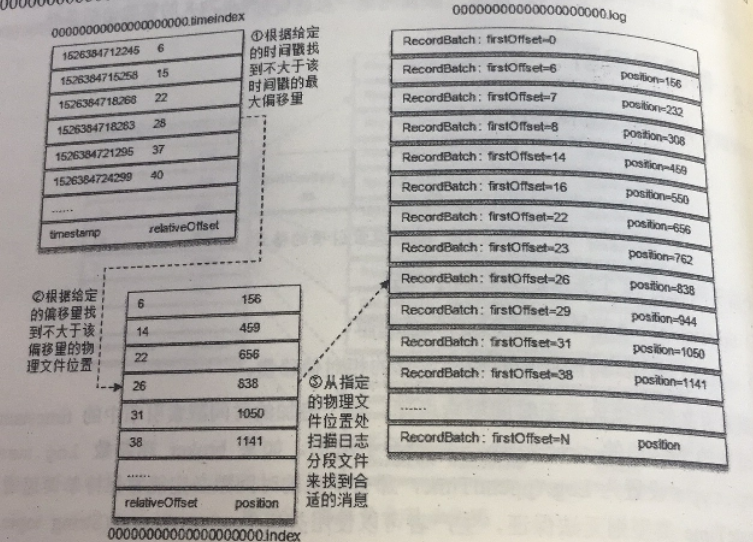 00000000000000000000.timeindex
1526384712245 6
1526384715258 15
1526384718268 22
1526384718283 28
1526384721295 37
1526384724299 40
......
timestamp relativeOffset
①根据给定
的时间戳找
到不大于该
时间戳的最
大偏移量
②根据给定
的偏移量找
到不大于该
偏移量的物
理文件位置
6 156
14 459
22 656
26 838
31 1050
38 1141
......
relativeOffset position
00000000000000000000.index
③从指定
的物理文
件位置处
扫描日志
分段文件
来找到合
适的消息
00000000000000000000.log
RecordBatch: firstOffset=0
RecordBatch: firstOffset=6 position=156
RecordBatch: firstOffset=7 position=232
RecordBatch: firstOffset=8 position=308
RecordBatch: firstOffset=14 position=459
RecordBatch: firstOffset=16 position=550
RecordBatch: firstOffset=22 position=656
RecordBatch: firstOffset=23 position=762
RecordBatch: firstOffset=26 position=838
RecordBatch: firstOffset=29 position=944
RecordBatch: firstOffset=31 position=1050
RecordBatch: firstOffset=38 position=1141
......
RecordBatch: firstOffset=N position